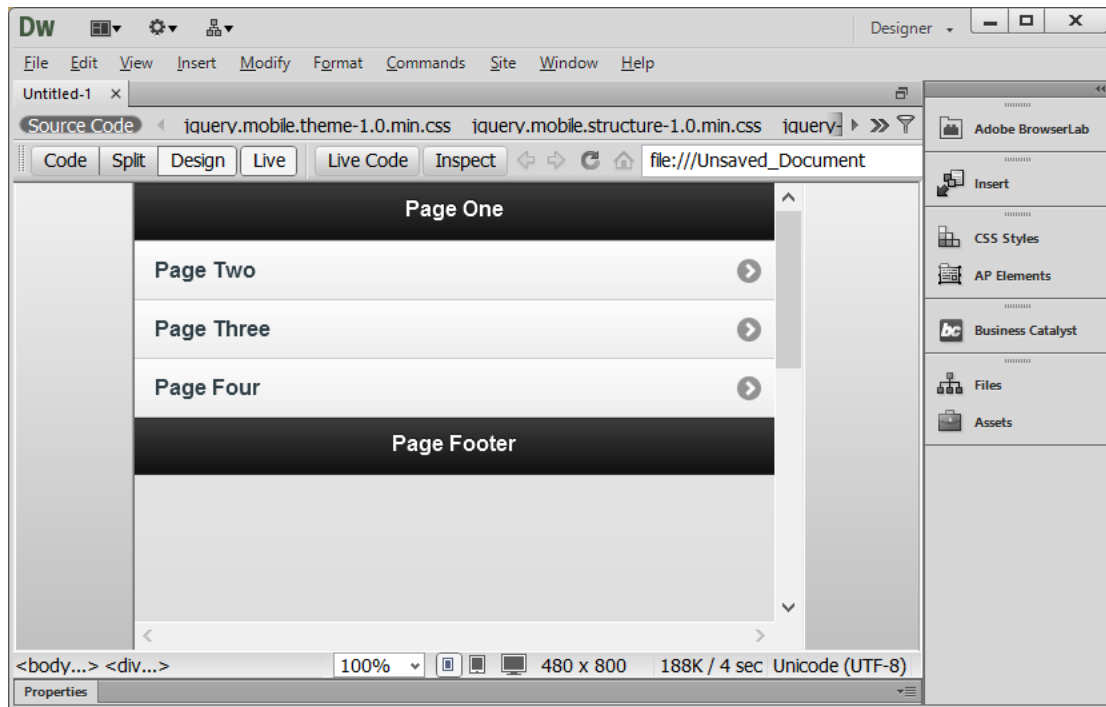 Dw Designer
File Edit View Insert Modify Format Commands Site Window Help
Untitled-1
Source Code jquery.mobile.theme-1.0.min.css jquery.mobile.structure-1.0.min.css jquery-
Code Split Design Live Live Code Inspect file:///Unsaved_Document
Page One
Page Two
Page Three
Page Four
Page Footer
<body...> <div...> 100% 480 x 800 188K / 4 sec Unicode (UTF-8)
Properties
Adobe BrowserLab
Insert
CSS Styles
AP Elements
bc Business Catalyst
Files
Assets